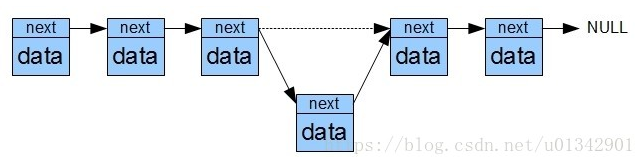 next next next next next NULL
data data data data data
next
data
https://blog.csdn.net/u01342901